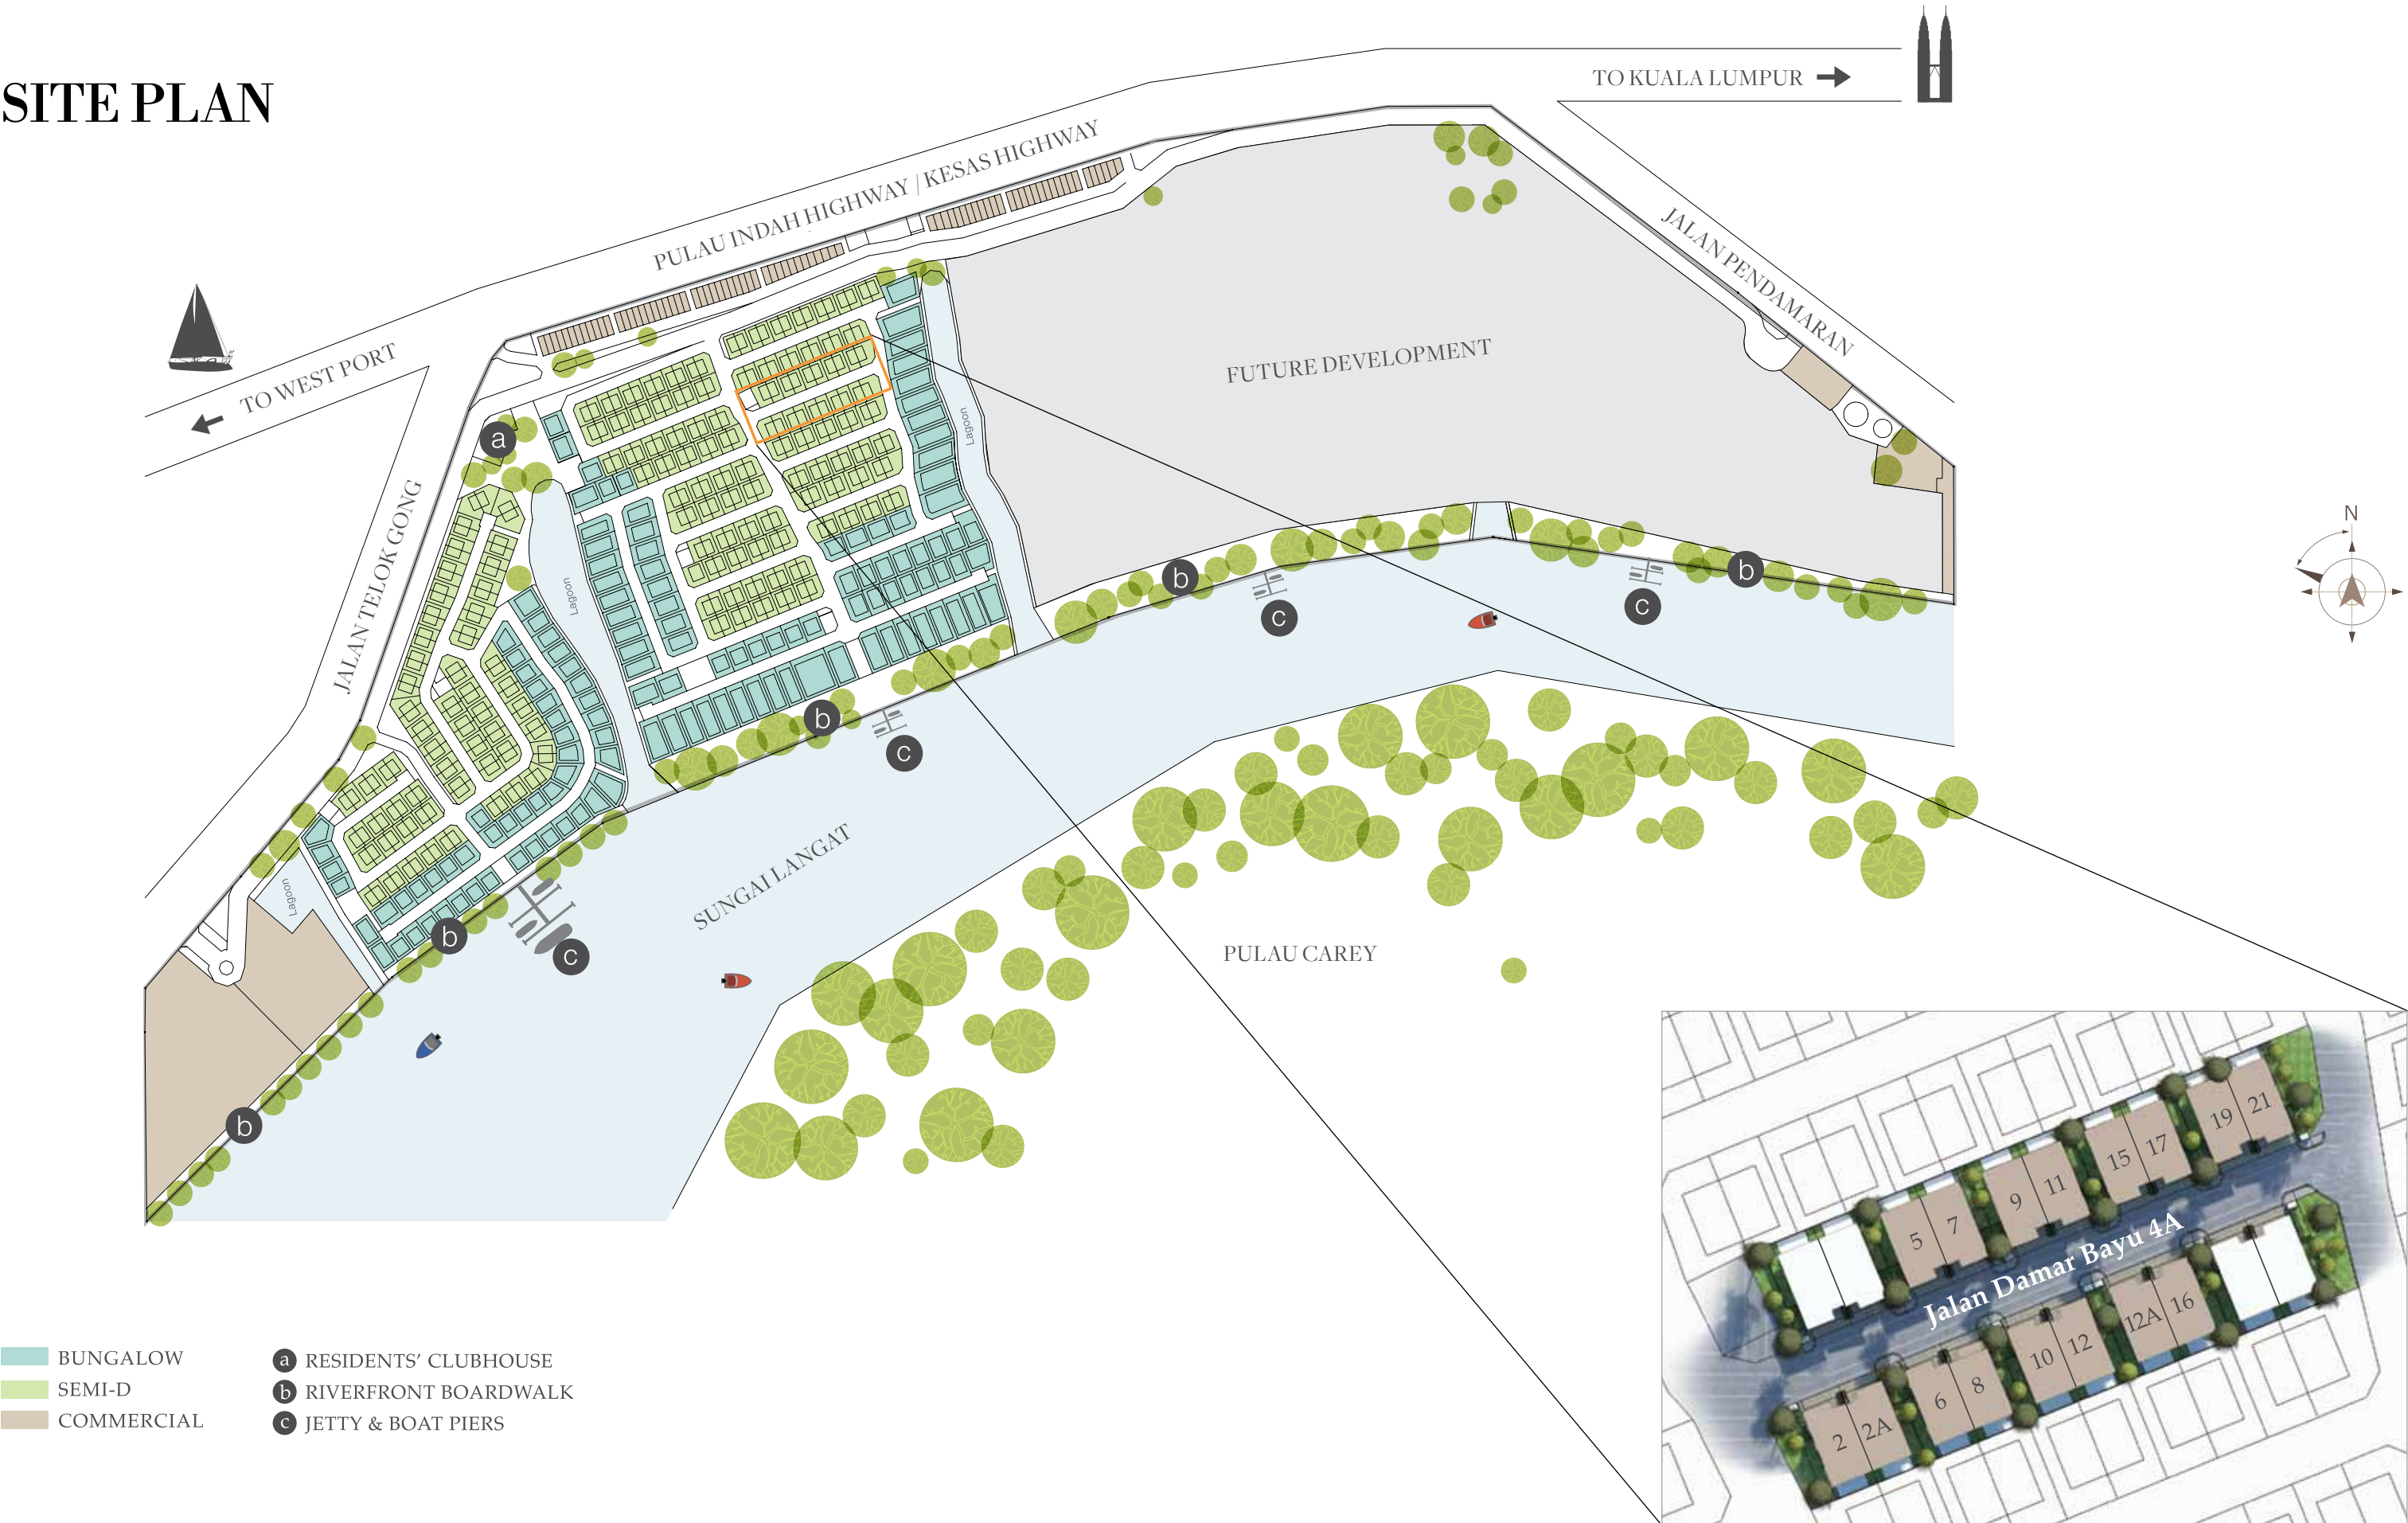 SITE PLAN
TO KUALA LUMPUR
PULAU INDAH HIGHWAY / KESAS HIGHWAY
JALAN PENDAMARAN
TO WEST PORT
FUTURE DEVELOPMENT
a
Lagoon
JALAN TELOK GONG
N
Lagoon
b
b
c
c
b
c
Lagoon
SUNGAI LANGAT
b
c
PULAU CAREY
b
19 21
15 17
9 11
5 7
Jalan Damar Bayu 4A
12A 16
10 12
6 8
2 2A
BUNGALOW
SEMI-D
COMMERCIAL
a RESIDENTS’ CLUBHOUSE
b RIVERFRONT BOARDWALK
c JETTY & BOAT PIERS